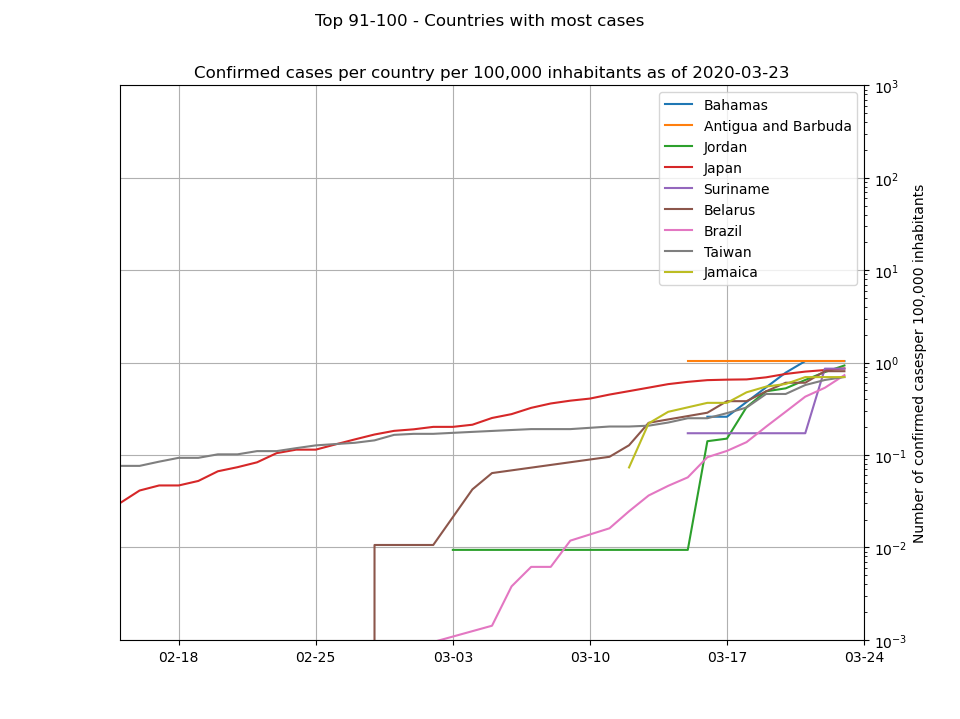 Top 91-100 - Countries with most cases
Confirmed cases per country per 100,000 inhabitants as of 2020-03-23
Bahamas
Antigua and Barbuda
Jordan
Japan
Suriname
Belarus
Brazil
Taiwan
Jamaica
10³
10²
10¹
10⁰
10⁻¹
10⁻²
10⁻³
Number of confirmed casesper 100,000 inhabitants
02-18
02-25
03-03
03-10
03-17
03-24